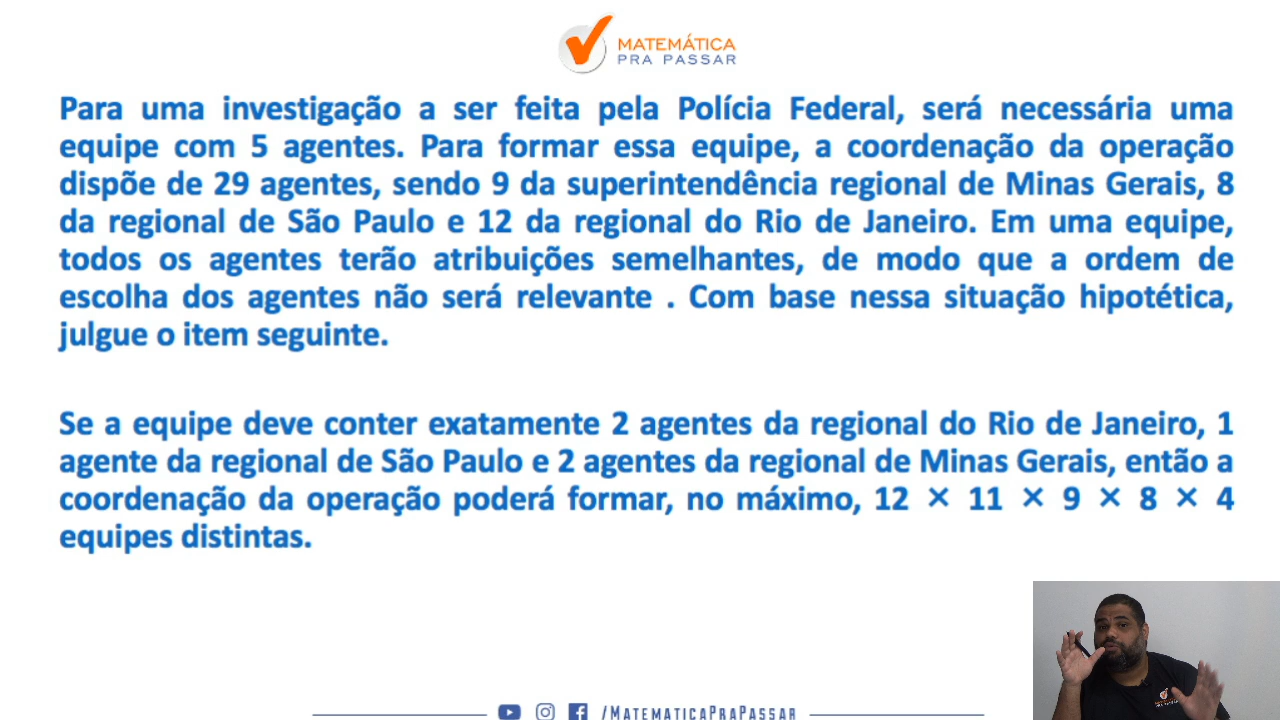 MATEMÁTICA
PRA PASSAR
Para uma investigação a ser feita pela Polícia Federal, será necessária uma
equipe com 5 agentes. Para formar essa equipe, a coordenação da operação
dispõe de 29 agentes, sendo 9 da superintendência regional de Minas Gerais, 8
da regional de São Paulo e 12 da regional do Rio de Janeiro. Em uma equipe,
todos os agentes terão atribuições semelhantes, de modo que a ordem de
escolha dos agentes não será relevante . Com base nessa situação hipotética,
julgue o item seguinte.
Se a equipe deve conter exatamente 2 agentes da regional do Rio de Janeiro, 1
agente da regional de São Paulo e 2 agentes da regional de Minas Gerais, então a
coordenação da operação poderá formar, no máximo, 12 × 11 × 9 × 8 × 4
equipes distintas.
/MATEMATICAPRAPASSAR